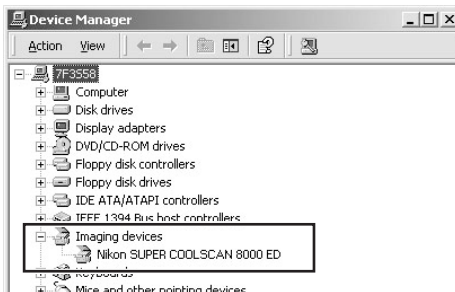 Device Manager
Action View
7F3S58
Computer
Disk drives
Display adapters
DVD/CD-ROM drives
Floppy disk controllers
Floppy disk drives
IDE ATA/ATAPI controllers
IEEE 1394 Bus host controllers
Imaging devices
Nikon SUPER COOLSCAN 8000 ED
Keyboards
Mice and other pointing devices